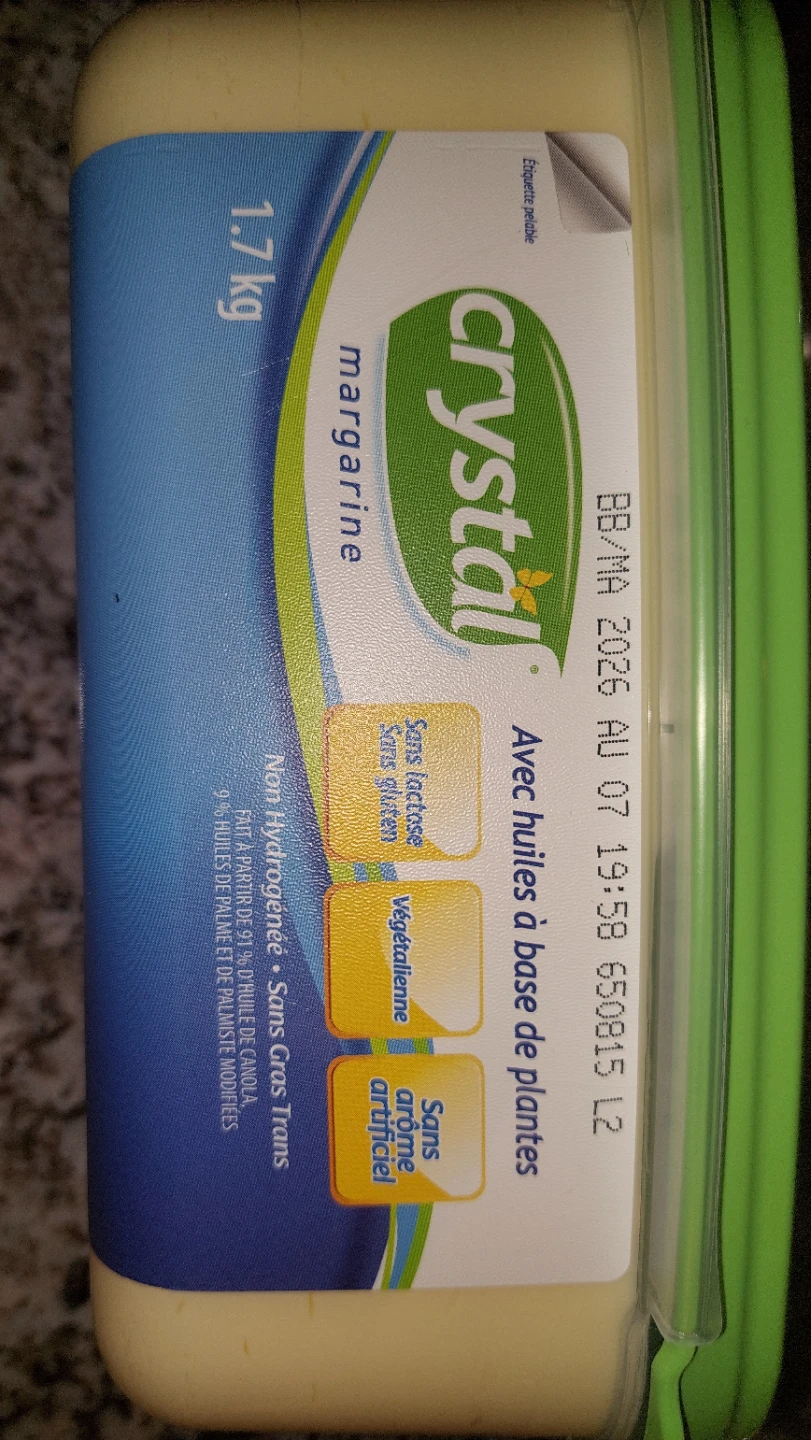 BB/MA 2026 AU 07 19:58 650815 L2
Étiquette pelable
crystal®
margarine
Avec huiles à base de plantes
Sans lactose
Sans gluten
Végétalienne
Sans
arôme
artificiel
1.7 kg
Non Hydrogénée • Sans Gras Trans
FAIT À PARTIR DE 91 % D'HUILE DE CANOLA,
9 % HUILES DE PALME ET DE PALMISTE MODIFIÉES